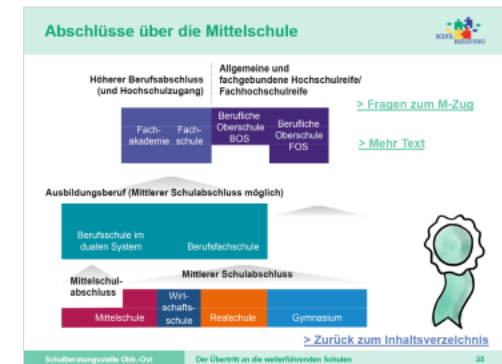 Abschlüsse über die Mittelschule
SCHUL BERATUNG
Höherer Berufsabschluss
(und Hochschulzugang)
Allgemeine und
fachgebundene Hochschulreife/
Fachhochschulreife
> Fragen zum M-Zug
> Mehr Text
Fach-
akademie
Fach-
schule
Berufliche
Oberschule
BOS
Berufliche
Oberschule
FOS
Ausbildungsberuf (Mittlerer Schulabschluss möglich)
Berufsschule im
dualen System
Berufsfachschule
Mittelschul-
abschluss
Mittlerer Schulabschluss
Mittelschule
Wirt-
schafts-
schule
Realschule
Gymnasium
> Zurück zum Inhaltsverzeichnis
Schulberatungsstelle Obb.-Ost
Der Übertritt an die weiterführenden Schulen